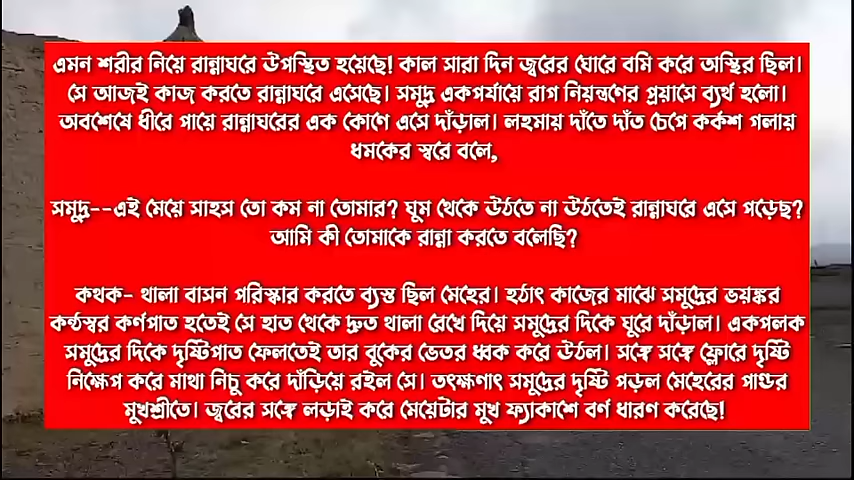 এমন শরীর নিয়ে রান্নাঘরে উপস্থিত হয়েছে! কাল সারা দিন জ্বরের ঘোরে বমি করে অস্থির ছিল।
সে আজই কাজ করতে রান্নাঘরে এসেছে। সমুদ্র একপর্যায়ে রাগ নিয়ন্ত্রণের প্রয়াসে ব্যর্থ হলো।
অবশেষে ধীরে পায়ে রান্নাঘরের এক কোণে এসে দাঁড়াল। লহমায় দাঁতে দাঁত চেপে কর্কশ গলায়
ধমকের স্বরে বলে,
সমুদ্র--এই মেয়ে সাহস তো কম না তোমার? ঘুম থেকে উঠতে না উঠতেই রান্নাঘরে এসে পড়েছ?
আমি কী তোমাকে রান্না করতে বলেছি?
কথক- থালা বাসন পরিস্কার করতে ব্যস্ত ছিল মেহের। হঠাৎ কাজের মাঝে সমুদ্রের ভয়ঙ্কর
কন্ঠস্বর কর্ণপাত হতেই সে হাত থেকে দ্রুত থালা রেখে দিয়ে সমুদ্রের দিকে ঘুরে দাঁড়াল। একপলক
সমুদ্রের দিকে দৃষ্টিপাত ফেলতেই তার বুকের ভেতর ধ্বক করে উঠল। সঙ্গে সঙ্গে ফ্লোরে দৃষ্টি
নিক্ষেপ করে মাথা নিচু করে দাঁড়িয়ে রইল সে। তৎক্ষণাৎ সমুদ্রের দৃষ্টি পড়ল মেহেরের পাণ্ডুর
মুখশ্রীতে। জ্বরের সঙ্গে লড়াই করে মেয়েটার মুখ ফ্যাকাশে বর্ণ ধারণ করেছে!